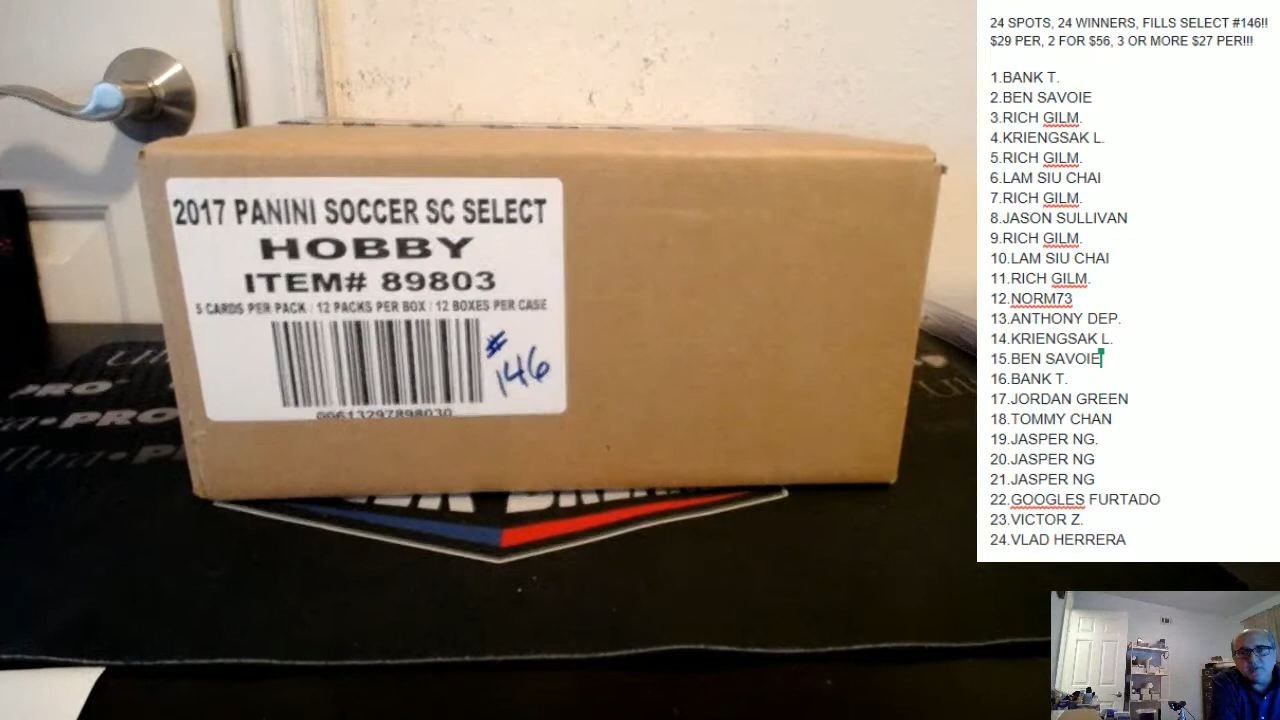 2017 PANINI SOCCER SC SELECT
HOBBY
ITEM# 89803
5 CARDS PER PACK / 12 PACKS PER BOX / 12 BOXES PER CASE
#
146
00613297898030
PRO
PRO
24 SPOTS, 24 WINNERS, FILLS SELECT #146!!
$29 PER, 2 FOR $56, 3 OR MORE $27 PER!!!
1.BANK T.
2.BEN SAVOIE
3.RICH GILM.
4.KRIENGSAK L.
5.RICH GILM.
6.LAM SIU CHAI
7.RICH GILM.
8.JASON SULLIVAN
9.RICH GILM.
10.LAM SIU CHAI
11.RICH GILM.
12.NORM73
13.ANTHONY DEP.
14.KRIENGSAK L.
15.BEN SAVOIE
16.BANK T.
17.JORDAN GREEN
18.TOMMY CHAN
19.JASPER NG.
20.JASPER NG
21.JASPER NG
22.GOOGLES FURTADO
23.VICTOR Z.
24.VLAD HERRERA